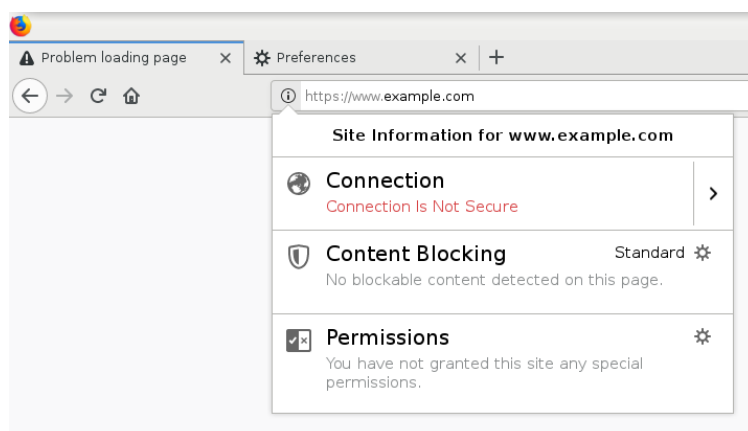 Problem loading page
Preferences
https://www.example.com
Site Information for www.example.com
Connection
Connection Is Not Secure
Content Blocking Standard
No blockable content detected on this page.
Permissions
You have not granted this site any special
permissions.